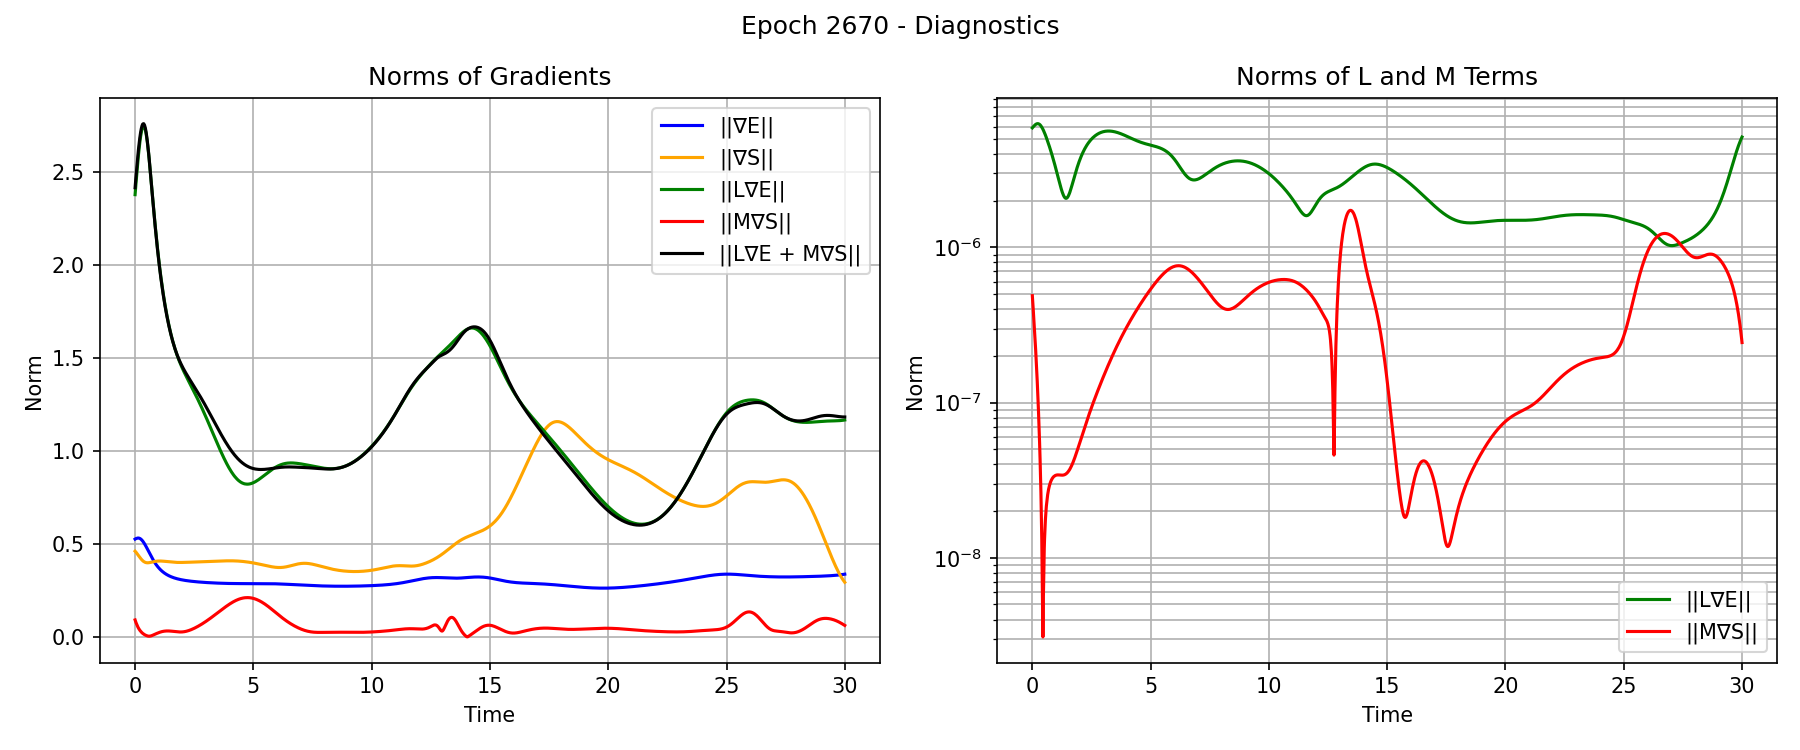 Epoch 2670 - Diagnostics
Norms of Gradients
Norm
2.5
2.0
1.5
1.0
0.5
0.0
||∇E||
||∇S||
||L∇E||
||M∇S||
||L∇E + M∇S||
0 5 10 15 20 25 30
Time
Norms of L and M Terms
Norm
10⁻⁶
10⁻⁷
10⁻⁸
||L∇E||
||M∇S||
0 5 10 15 20 25 30
Time